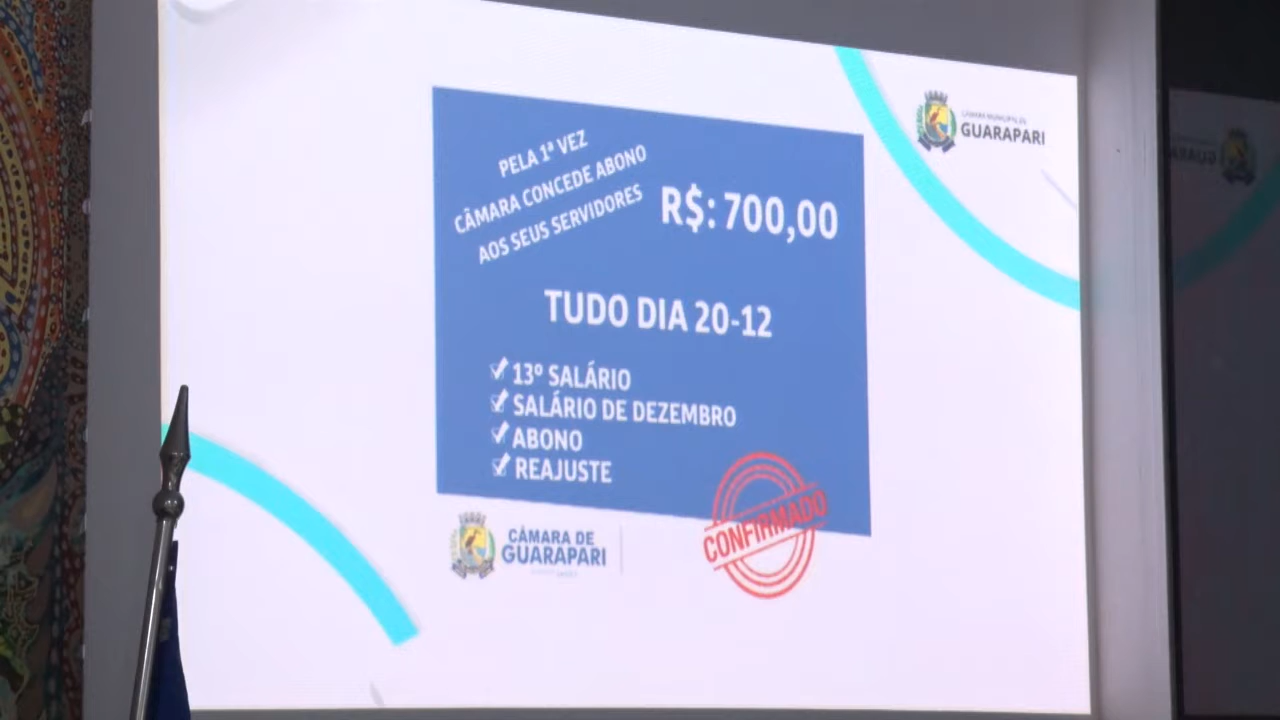 CÂMARA MUNICIPAL DE
GUARAPARI
PELA 1ª VEZ
CÂMARA CONCEDE ABONO
AOS SEUS SERVIDORES
R$: 700,00
TUDO DIA 20-12
13º SALÁRIO
SALÁRIO DE DEZEMBRO
ABONO
REAJUSTE
CONFIRMADO
CÂMARA DE
GUARAPARI